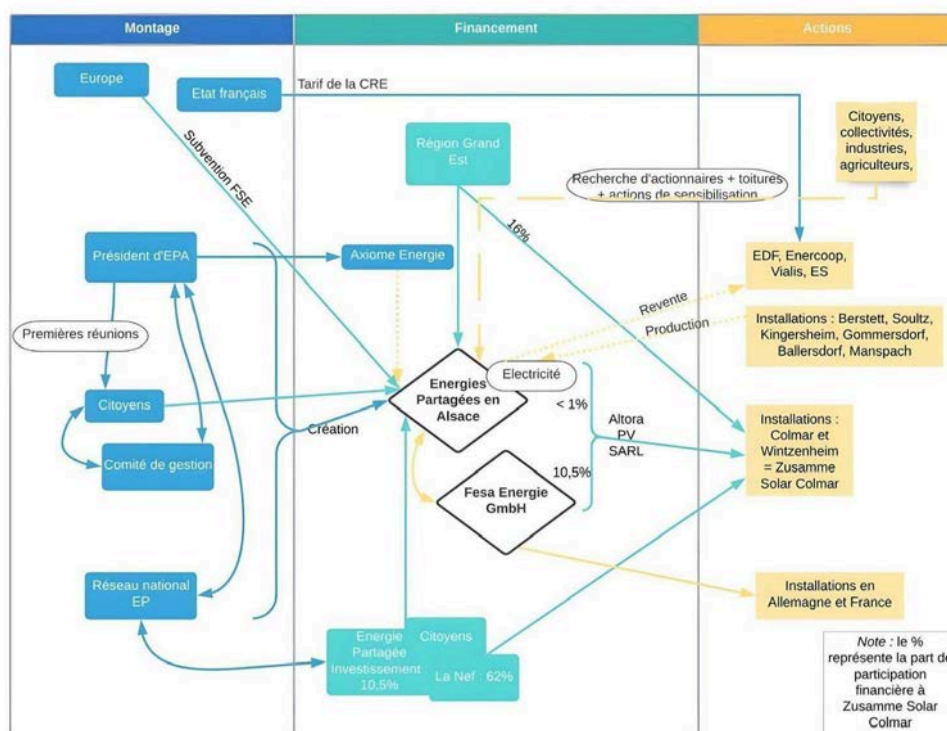 Montage
Financement
Actions
Europe
Etat français
Tarif de la CRE
Subvention FSE
Région Grand
Est
Citoyens,
collectivités,
industries,
agriculteurs,
Recherche d'actionnaires + toitures
+ actions de sensibilisation
16%
Président d'EPA
Axiome Energie
EDF, Enercoop,
Vialis, ES
Premières réunions
Revente
Production
Installations : Berstett, Soultz,
Kingersheim, Gommersdorf,
Ballersdorf, Manspach
Citoyens
Création
Energies
Partagées en
Alsace
Electricité
< 1%
Altora
PV
SARL
10,5%
Installations :
Colmar et
Wintzenheim
= Zusamme
Solar Colmar
Comité de gestion
Fesa Energie
GmbH
Réseau national
EP
Installations en
Allemagne et France
Energie
Partagée
Investissement
10,5%
Citoyens
La Nef : 62%
Note : le %
représente la part de
participation
financière à
Zusamme Solar
Colmar